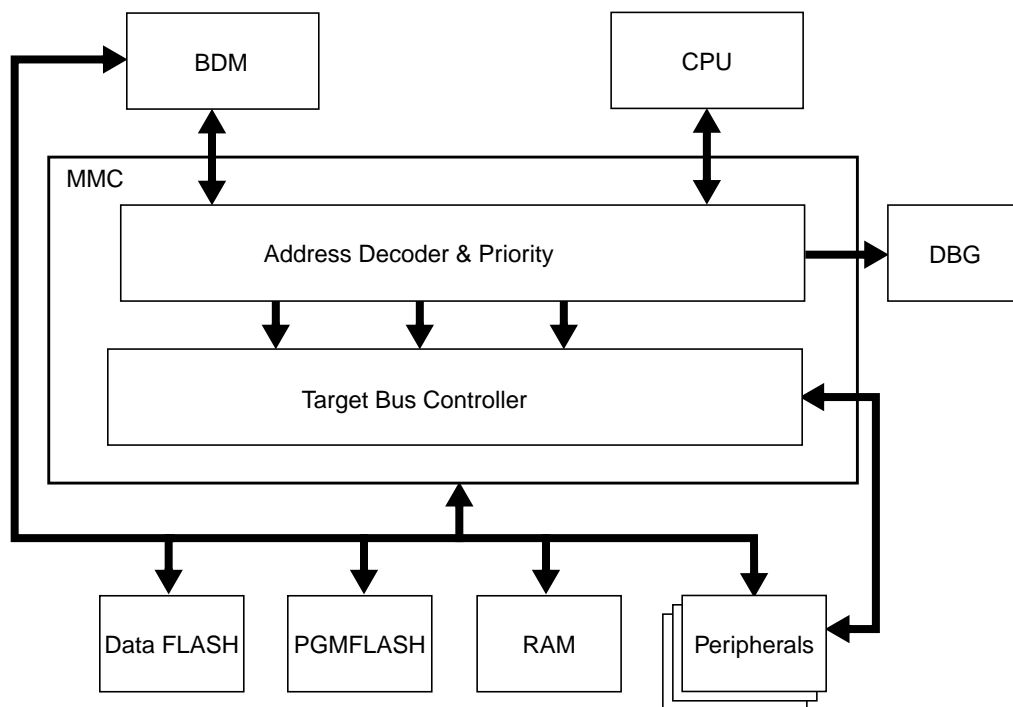 BDM
CPU
MMC
Address Decoder & Priority
DBG
Target Bus Controller
Data FLASH
PGMFLASH
RAM
Peripherals